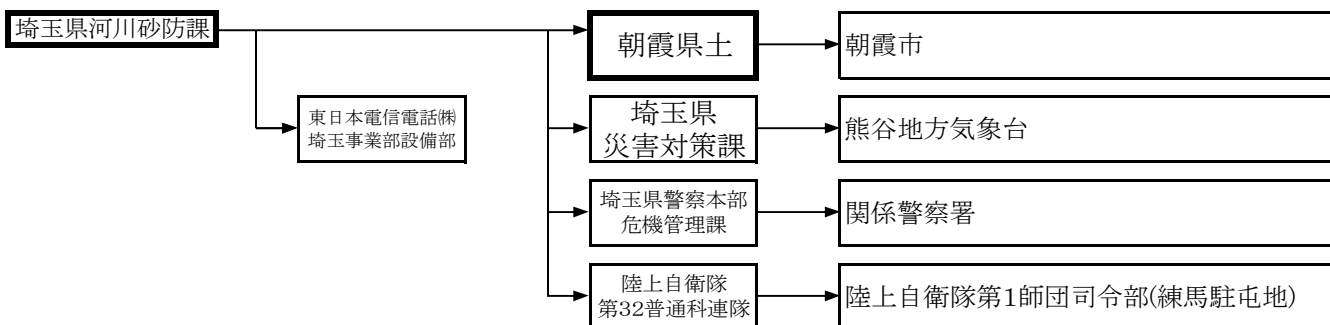 埼玉県河川砂防課
朝霞県土
朝霞市
東日本電信電話㈱
埼玉事業部設備部
埼玉県
災害対策課
熊谷地方気象台
埼玉県警察本部
危機管理課
関係警察署
陸上自衛隊
第32普通科連隊
陸上自衛隊第1師団司令部(練馬駐屯地)